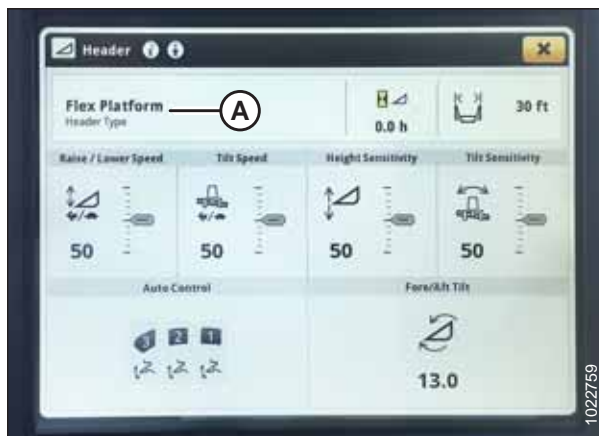 Header
Flex Platform
Header Type
A
0.0 h
30 ft
Raise / Lower Speed
Tilt Speed
Height Sensitivity
Tilt Sensitivity
50
50
50
50
Auto Control
Fore/Aft Tilt
3 2 1
13.0
1022759